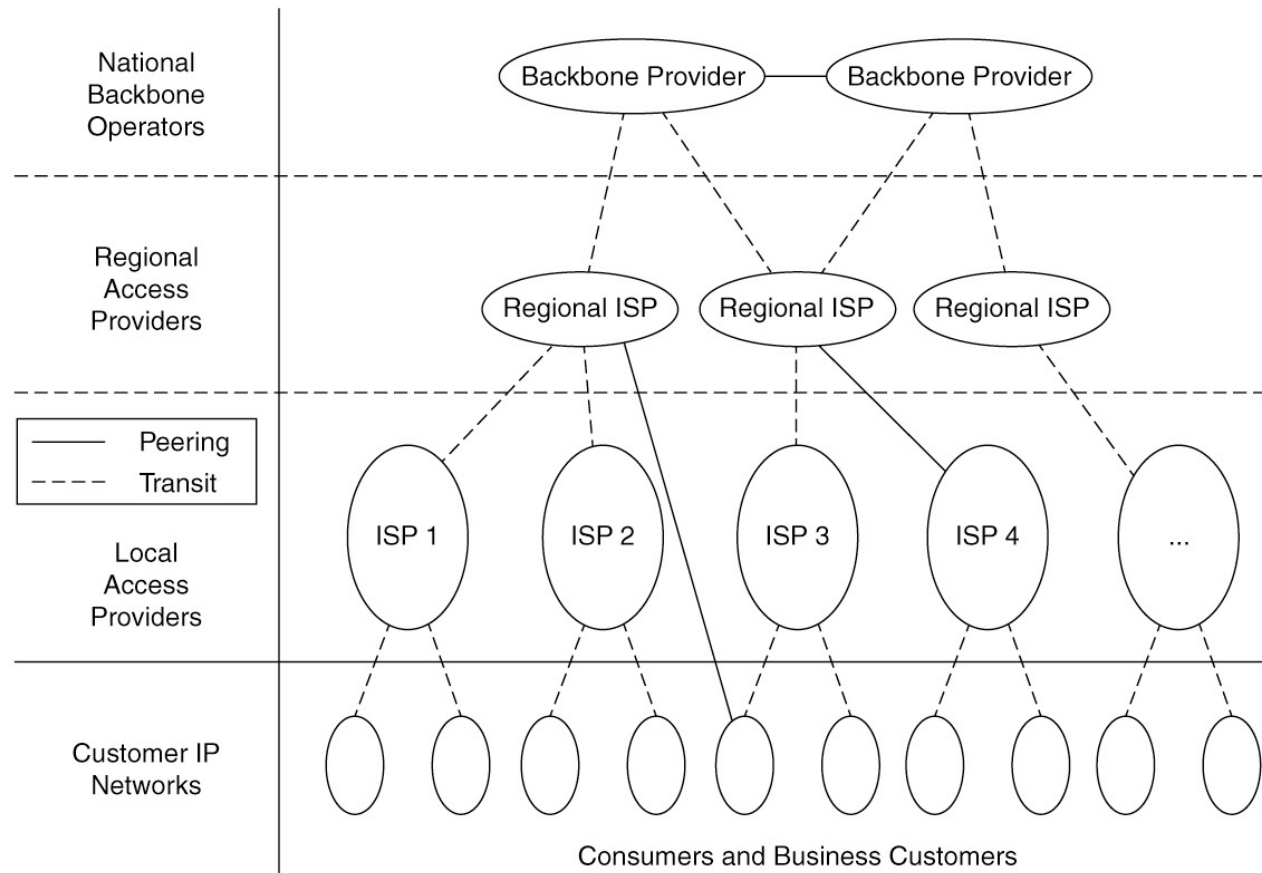 National
Backbone
Operators
Backbone Provider
Backbone Provider
Regional
Access
Providers
Regional ISP
Regional ISP
Regional ISP
Peering
Transit
Local
Access
Providers
ISP 1
ISP 2
ISP 3
ISP 4
...
Customer IP
Networks
Consumers and Business Customers